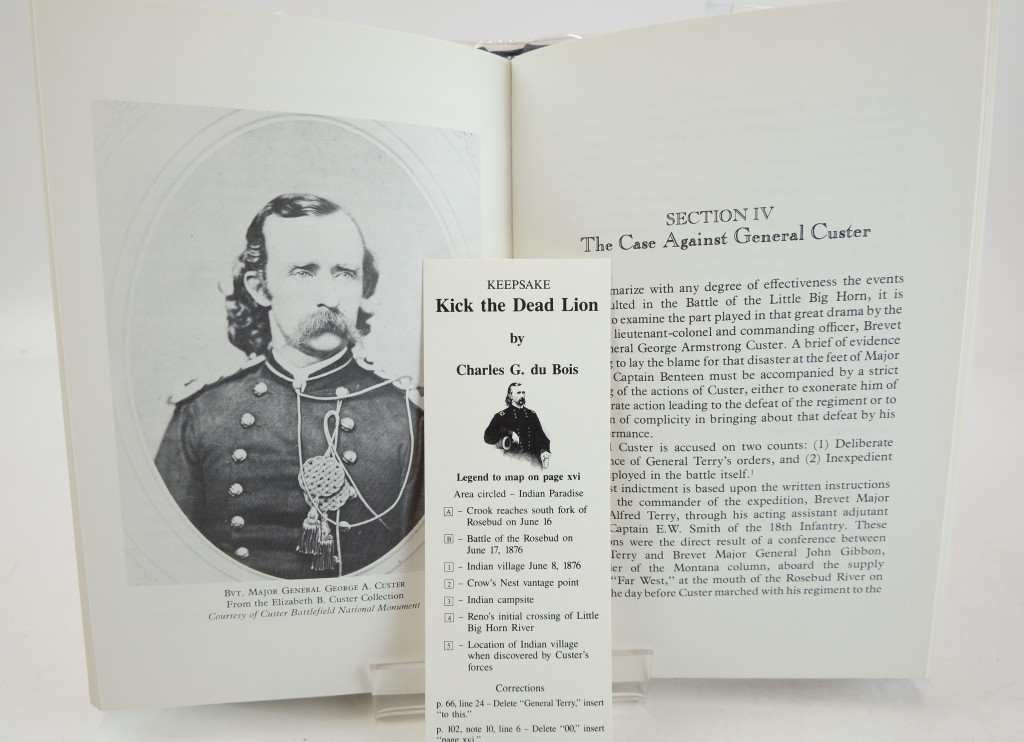 BVT. MAJOR GENERAL GEORGE A. CUSTER
From the Elizabeth B. Custer Collection
Courtesy of Custer Battlefield National Monument
KEEPSAKE
Kick the Dead Lion
by
Charles G. du Bois
Legend to map on page xvi
Area circled – Indian Paradise
A – Crook reaches south fork of
Rosebud on June 16
B – Battle of the Rosebud on
June 17, 1876
1 – Indian village June 8, 1876
2 – Crow's Nest vantage point
3 – Indian campsite
4 – Reno's initial crossing of Little
Big Horn River
5 – Location of Indian village
when discovered by Custer's
forces
Corrections
p. 66, line 24 – Delete “General Terry,” insert
“to this.”
p. 102, note 10, line 6 – Delete “00,” insert
“page xvi.”
SECTION IV
The Case Against General Custer
marize with any degree of effectiveness the events
ulted in the Battle of the Little Big Horn, it is
o examine the part played in that great drama by the
lieutenant-colonel and commanding officer, Brevet
eral George Armstrong Custer. A brief of evidence
g to lay the blame for that disaster at the feet of Major
Captain Benteen must be accompanied by a strict
g of the actions of Custer, either to exonerate him of
rate action leading to the defeat of the regiment or to
n of complicity in bringing about that defeat by his
rmance.
l Custer is accused on two counts: (1) Deliberate
nce of General Terry's orders, and (2) Inexpedient
ployed in the battle itself.¹
st indictment is based upon the written instructions
the commander of the expedition, Brevet Major
Alfred Terry, through his acting assistant adjutant
Captain E.W. Smith of the 18th Infantry. These
ons were the direct result of a conference between
Terry and Brevet Major General John Gibbon,
er of the Montana column, aboard the supply
“Far West,” at the mouth of the Rosebud River on
he day before Custer marched with his regiment to the